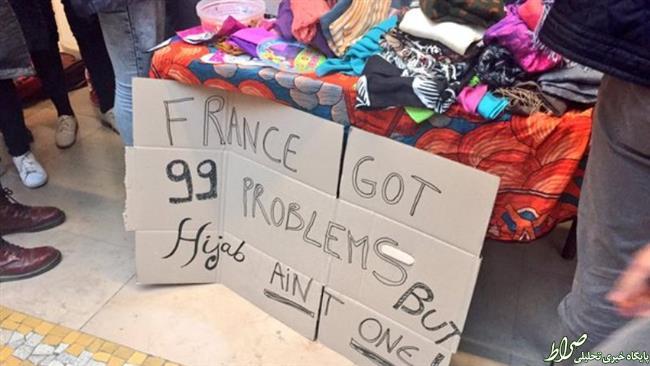 FRANCE GOT
99 PROBLEMS BUT
Hijab AiN'T ONE!
صراط
پایگاه خبری تحلیلی